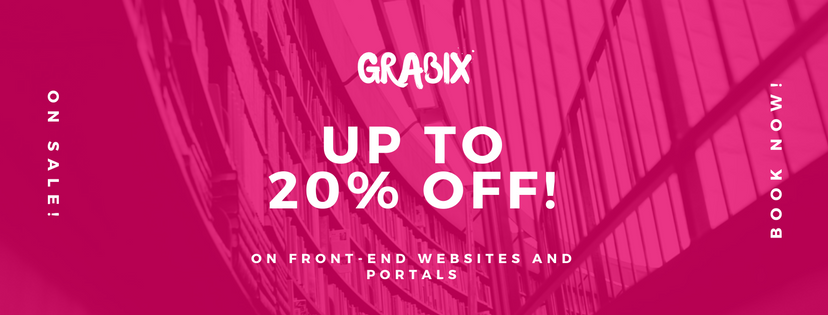 GRABIX
ON SALE!
UP TO
20% OFF!
BOOK NOW!
ON FRONT-END WEBSITES AND
PORTALS